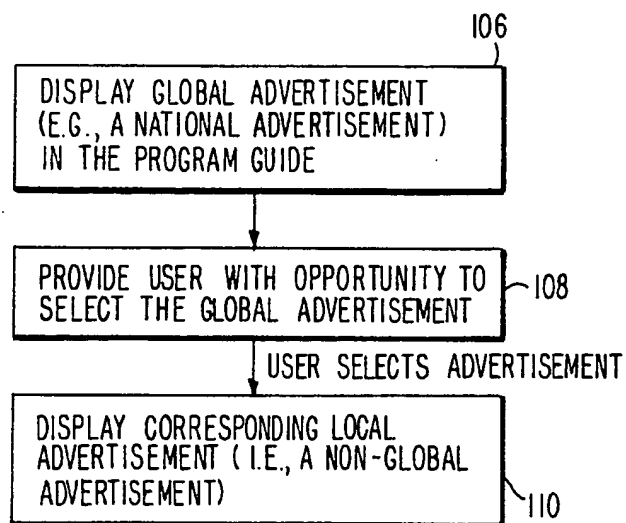 106
DISPLAY GLOBAL ADVERTISEMENT
(E.G., A NATIONAL ADVERTISEMENT)
IN THE PROGRAM GUIDE
PROVIDE USER WITH OPPORTUNITY TO
SELECT THE GLOBAL ADVERTISEMENT
108
USER SELECTS ADVERTISEMENT
DISPLAY CORRESPONDING LOCAL
ADVERTISEMENT (I.E., A NON-GLOBAL
ADVERTISEMENT)
110